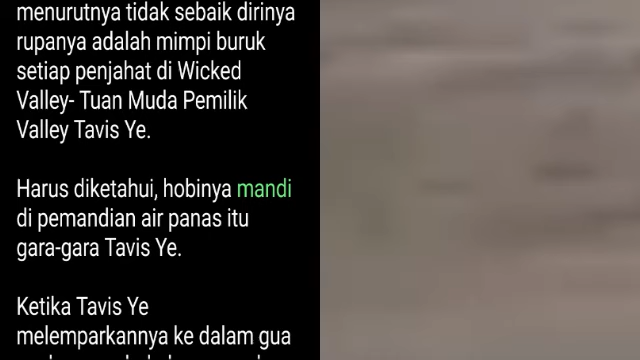 menurutnya tidak sebaik dirinya
rupanya adalah mimpi buruk
setiap penjahat di Wicked
Valley- Tuan Muda Pemilik
Valley Tavis Ye.
Harus diketahui, hobinya mandi
di pemandian air panas itu
gara-gara Tavis Ye.
Ketika Tavis Ye
melemparkannya ke dalam gua